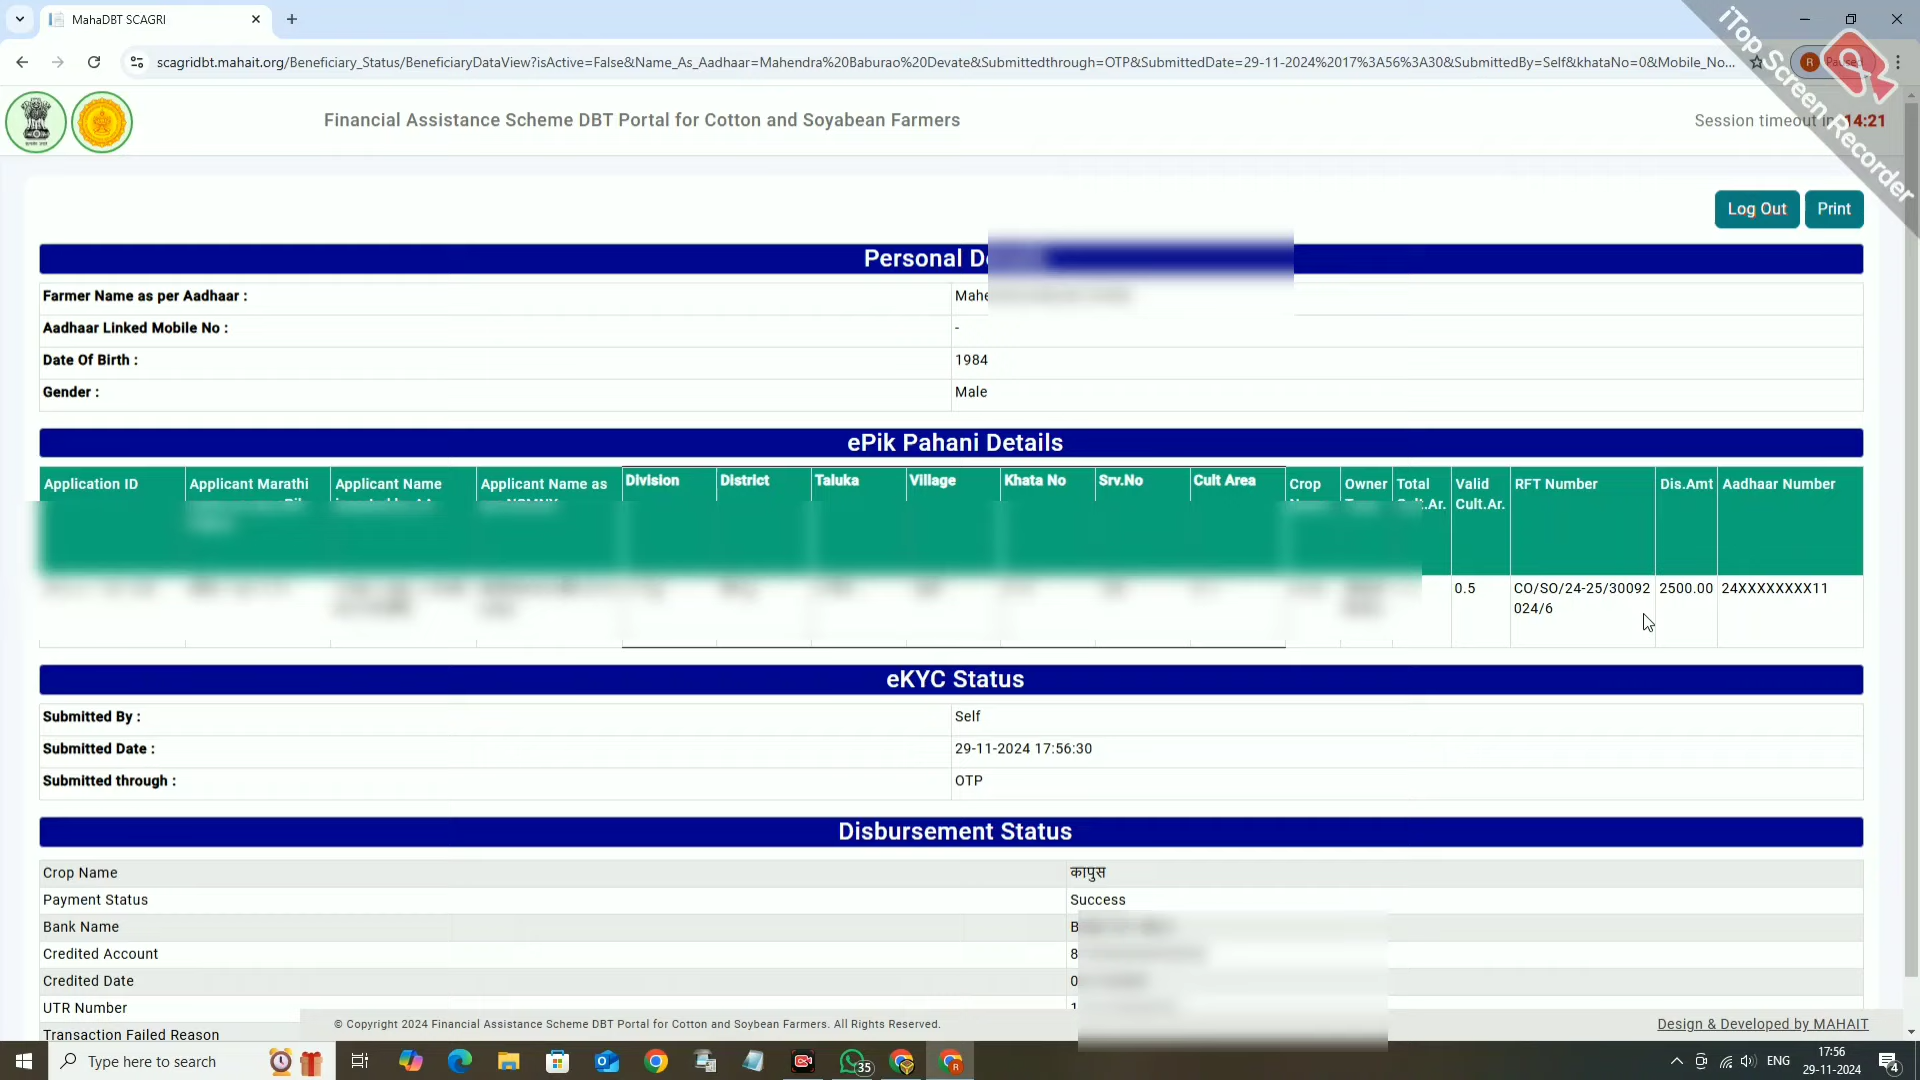 MahaDBT SCAGRI
scagridbt.mahait.org/Beneficiary_Status/BeneficiaryDataView?isActive=False&Name_As_Aadhaar=Mahendra%20Baburao%20Devate&Submittedthrough=OTP&SubmittedDate=29-11-2024%2017%3A56%3A30&SubmittedBy=Self&khataNo=0&Mobile_No...
R
iTop Screen Recorder
Financial Assistance Scheme DBT Portal for Cotton and Soyabean Farmers
Session timeout in 14:21
Log Out Print
Personal
Farmer Name as per Aadhaar :
Aadhaar Linked Mobile No : -
Date Of Birth : 1984
Gender : Male
ePik Pahani Details
Application ID Applicant Marathi Applicant Name Applicant Name as Division District Taluka Village Khata No Srv.No Cult Area Crop Owner Total Valid RFT Number Dis.Amt Aadhaar Number
Cult.Ar.
0.5 CO/SO/24-25/30092 2500.00 24XXXXXXXX11
024/6
eKYC Status
Submitted By : Self
Submitted Date : 29-11-2024 17:56:30
Submitted through : OTP
Disbursement Status
Crop Name कापुस
Payment Status Success
Bank Name B
Credited Account 8
Credited Date 0
UTR Number 1
Transaction Failed Reason
© Copyright 2024 Financial Assistance Scheme DBT Portal for Cotton and Soybean Farmers. All Rights Reserved.
Design & Developed by MAHAIT
Type here to search
35
R
ENG
17:56
29-11-2024
4